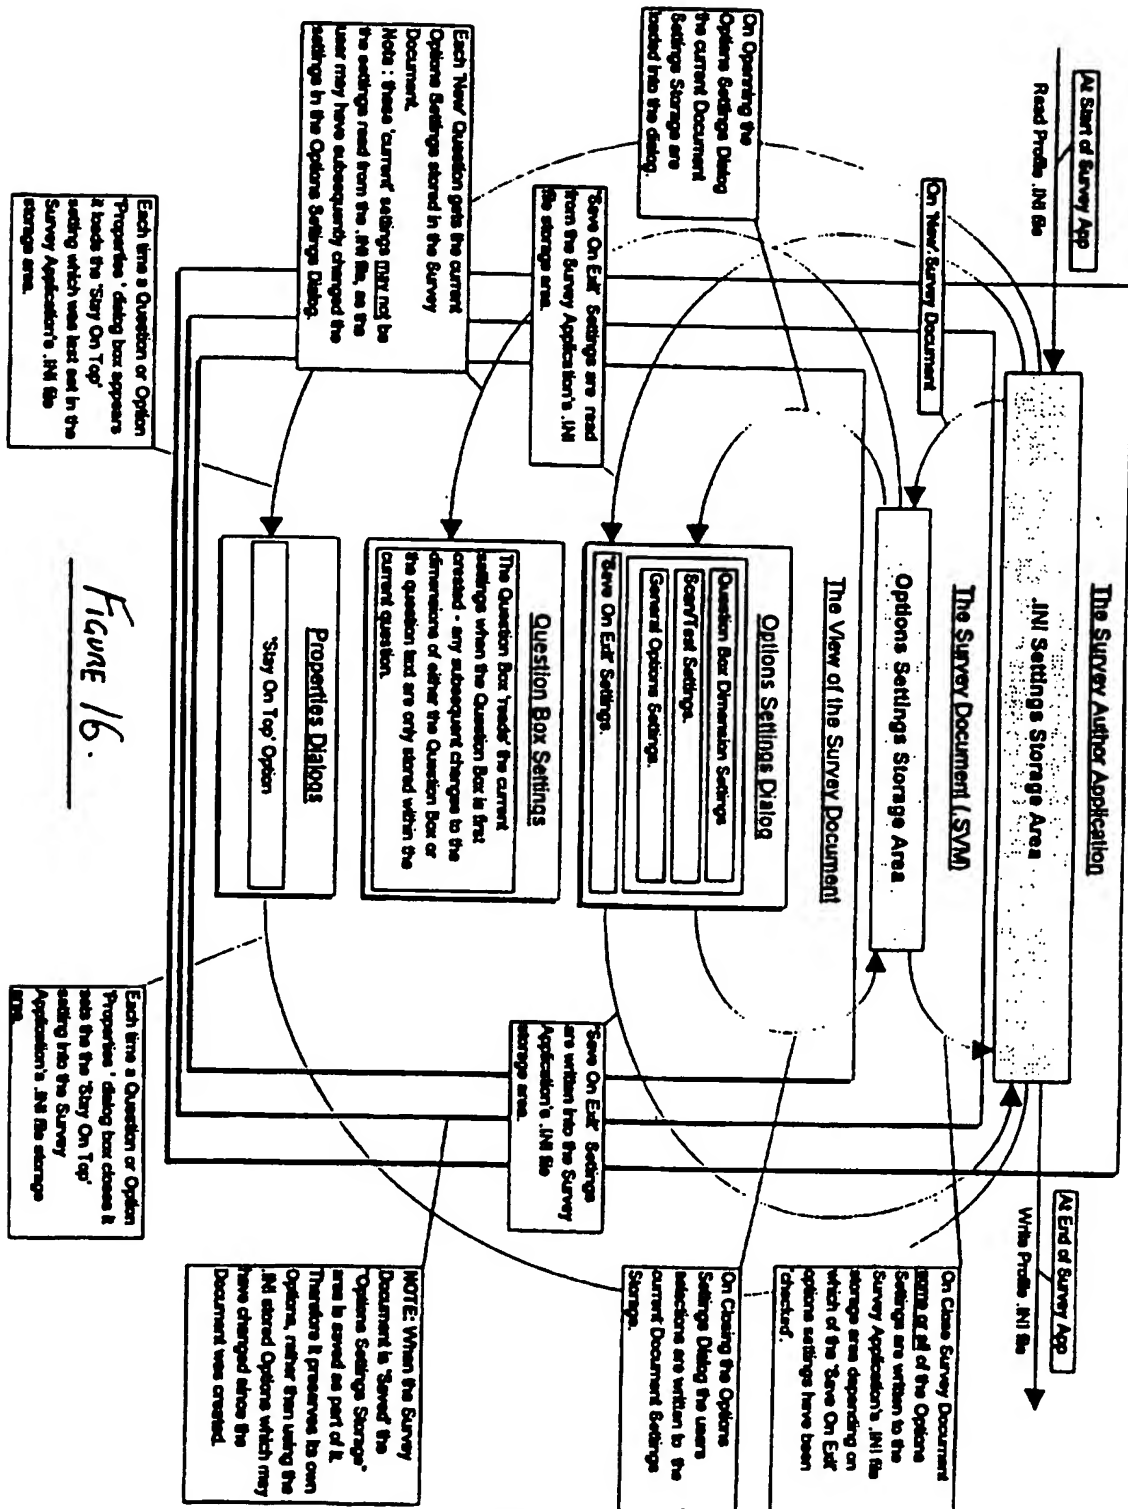 The Survey Author Application
At Start of Survey App
Read Profile .INI file
.INI Settings Storage Area
At End of Survey App
Write Profile .INI file
The Survey Document (.SVM)
On 'New' Survey Document
Options Settings Storage Area
On Close Survey Document
some or all of the Options
Settings are written to the
Survey Application's .INI file
storage area depending on
which of the 'Save On Exit'
options settings have been
'checked'.
The View of the Survey Document
On Openning the
Options Settings Dialog
the current Document
Settings Storage are
loaded into the dialog.
Options Settings Dialog
Question Box Dimension Settings
Scan/Test Settings.
General Options Settings.
'Save On Exit' Settings.
On Closing the Options
Settings Dialog the users
selections are written to the
current Document Settings
Storage.
'Save On Exit' Settings are read
from the Survey Application's .INI
file storage area.
'Save On Exit' Settings
are written into the Survey
Application's .INI file
storage area.
Question Box Settings
The Question Box 'reads' the current
settings when the Question Box is first
created - any subsequent changes to the
dimensions of either the Question Box or
the question text are only stored within the
current question.
Each 'New' Question gets the current
Options Settings stored in the Survey
Document.
Note : these 'current' settings may not be
the settings read from the .INI file, as the
user may have subsequently changed the
settings in the Options Settings Dialog.
NOTE: When the Survey
Document is 'Saved' the
"Options Settings Storage"
area is saved as part of it.
Therefore it preserves its own
Options, rather then using the
.INI stored Options which may
have changed since the
Document was created.
Properties Dialogs
'Stay On Top' Option
Each time a Question or Option
'Properties ' dialog box appears
it loads the 'Stay On Top'
setting which was last set in the
Survey Application's .INI file
storage area.
Each time a Question or Option
'Properties ' dialog box closes it
sets the the 'Stay On Top'
setting into the Survey
Application's .INI file storage
area.
FIGURE 16.